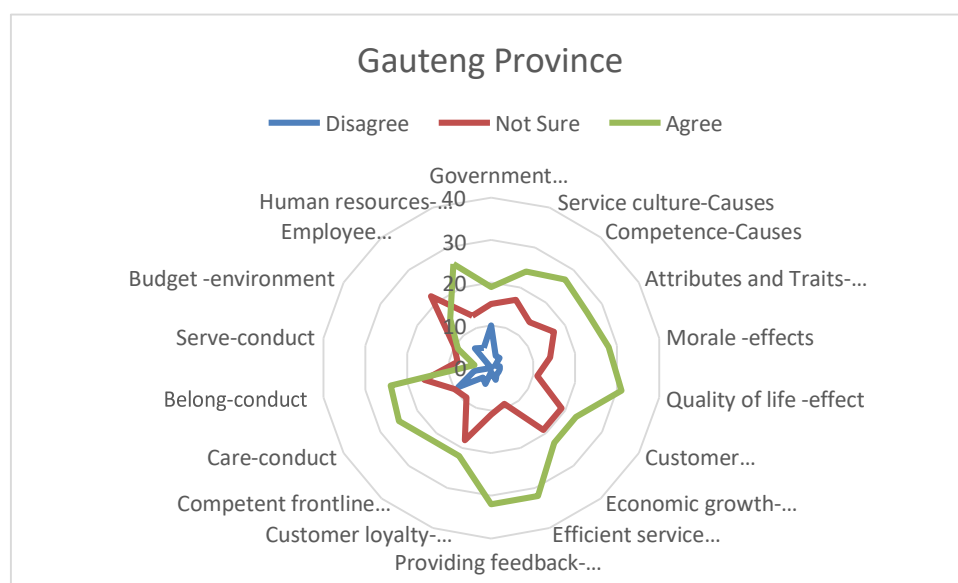 Gauteng Province
Disagree Not Sure Agree
Government…
Service culture-Causes
Competence-Causes
Attributes and Traits-…
Morale -effects
Quality of life -effect
Customer…
Economic growth-…
Efficient service…
Providing feedback-…
Customer loyalty-…
Competent frontline…
Care-conduct
Belong-conduct
Serve-conduct
Budget -environment
Employee…
Human resources-…
40
30
20
10
0